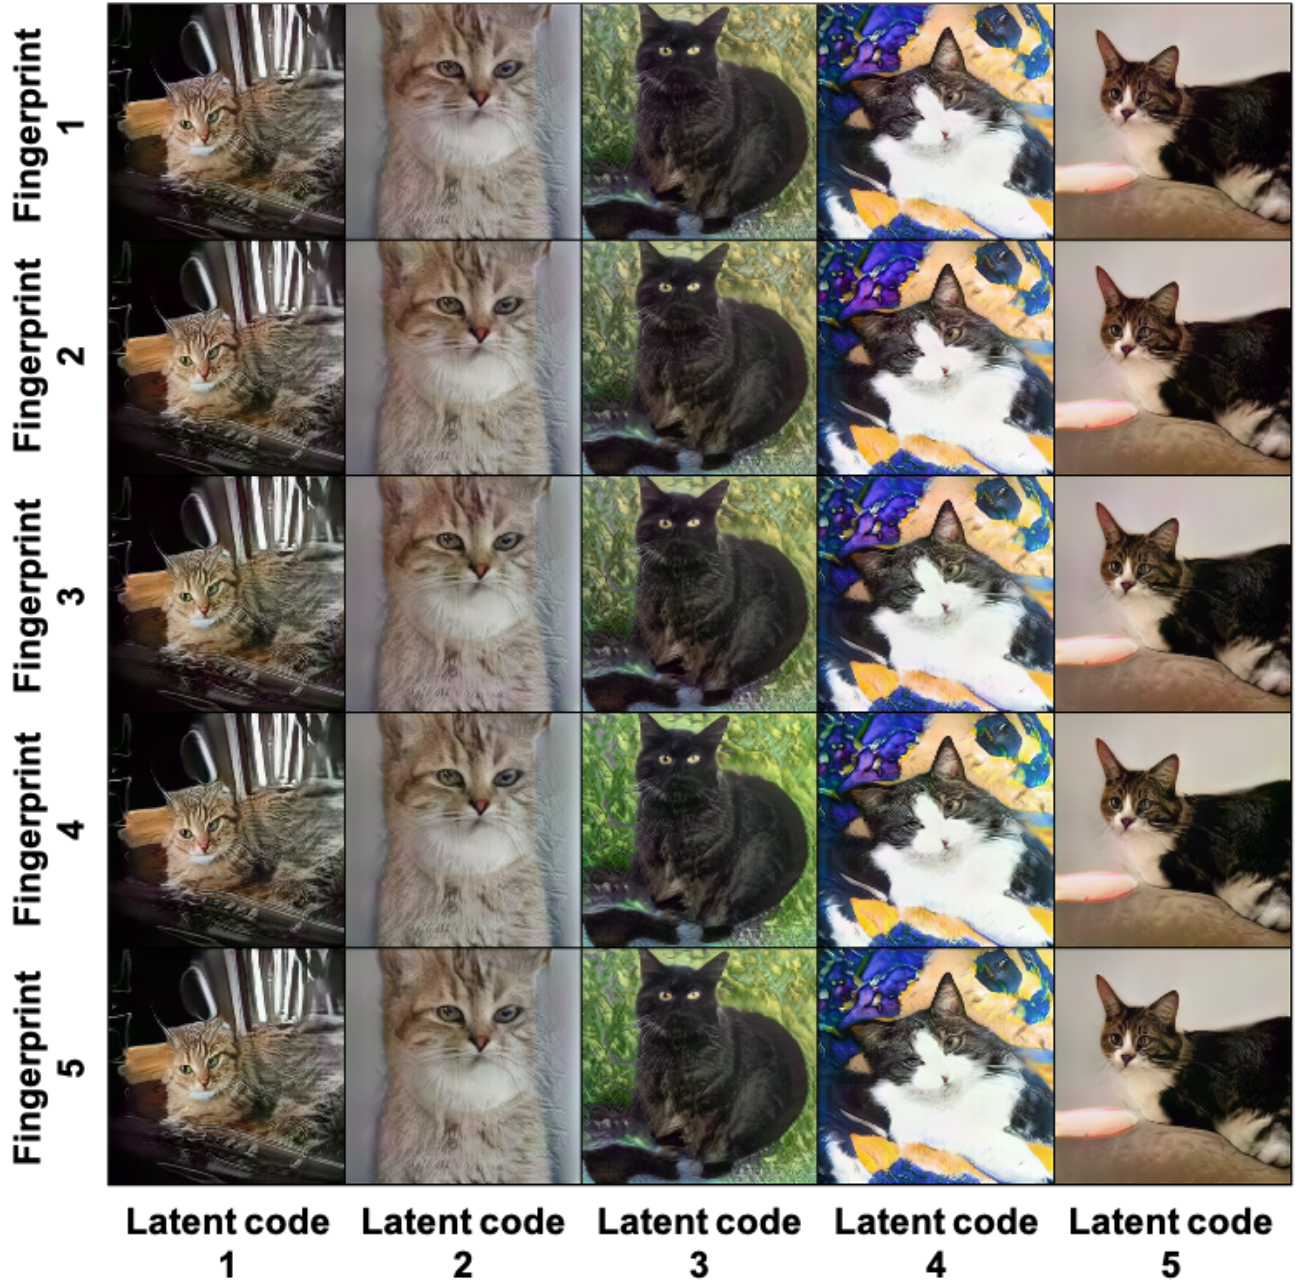 Fingerprint
1
Fingerprint
2
Fingerprint
3
Fingerprint
4
Fingerprint
5
Latent code
1
Latent code
2
Latent code
3
Latent code
4
Latent code
5